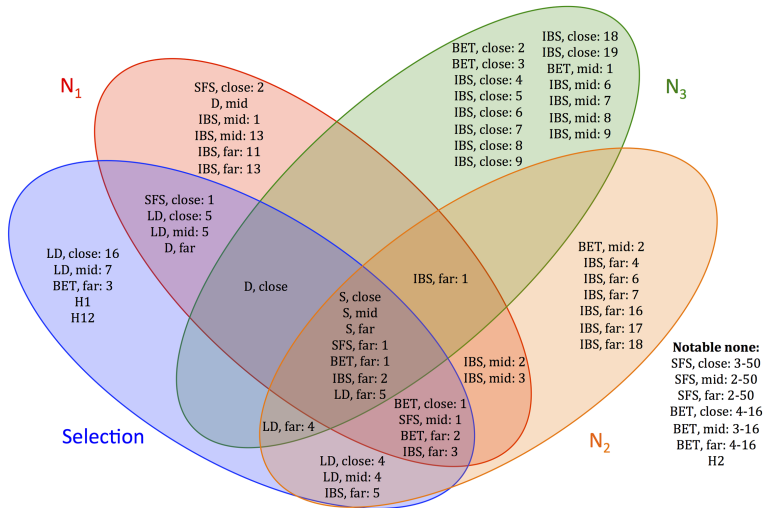 N1
SFS, close: 2
D, mid
IBS, mid: 1
IBS, mid: 13
IBS, far: 11
IBS, far: 13
BET, close: 2
BET, close: 3
IBS, close: 4
IBS, close: 5
IBS, close: 6
IBS, close: 7
IBS, close: 8
IBS, close: 9
IBS, close: 18
IBS, close: 19
BET, mid: 1
IBS, mid: 6
IBS, mid: 7
IBS, mid: 8
IBS, mid: 9
N3
SFS, close: 1
LD, close: 5
LD, mid: 5
D, far
LD, close: 16
LD, mid: 7
BET, far: 3
H1
H12
D, close
IBS, far: 1
S, close
S, mid
S, far
SFS, far: 1
BET, far: 1
IBS, far: 2
LD, far: 5
BET, mid: 2
IBS, far: 4
IBS, far: 6
IBS, far: 7
IBS, far: 16
IBS, far: 17
IBS, far: 18
IBS, mid: 2
IBS, mid: 3
Selection
LD, far: 4
BET, close: 1
SFS, mid: 1
BET, far: 2
IBS, far: 3
LD, close: 4
LD, mid: 4
IBS, far: 5
N2
Notable none:
SFS, close: 3-50
SFS, mid: 2-50
SFS, far: 2-50
BET, close: 4-16
BET, mid: 3-16
BET, far: 4-16
H2